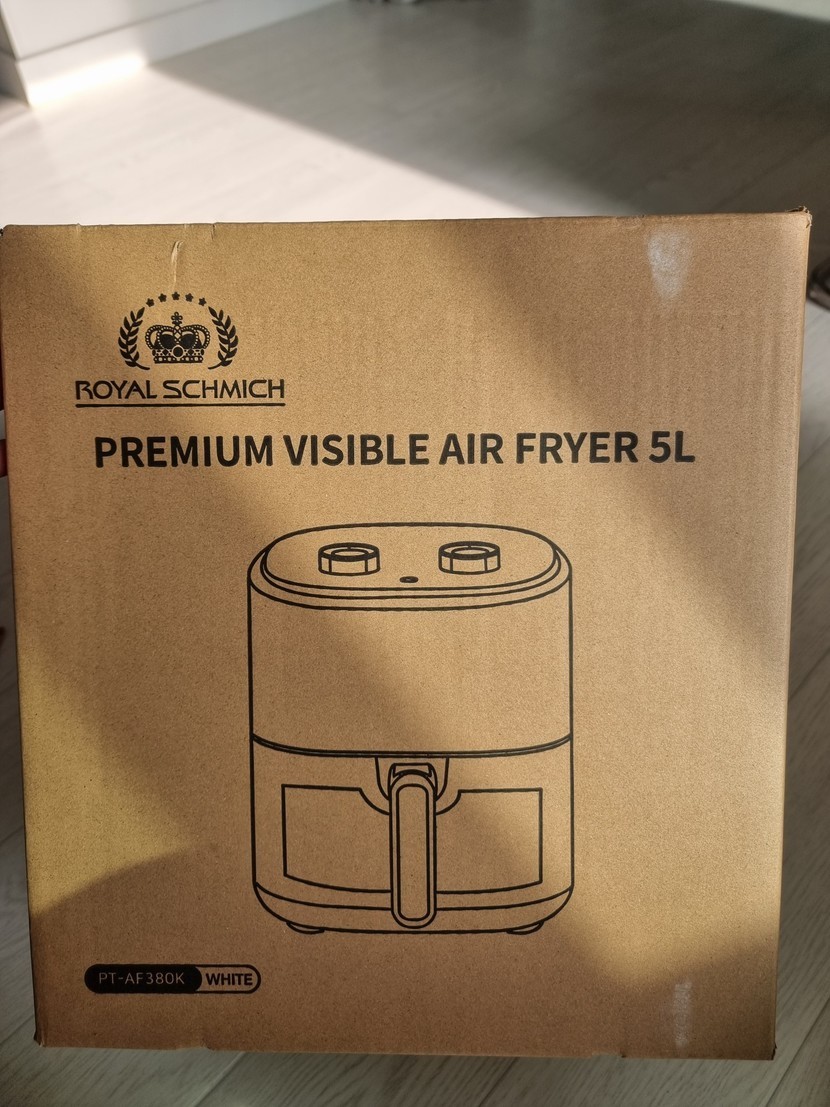 ROYAL SCHMICH
PREMIUM VISIBLE AIR FRYER 5L
PT-AF380K WHITE